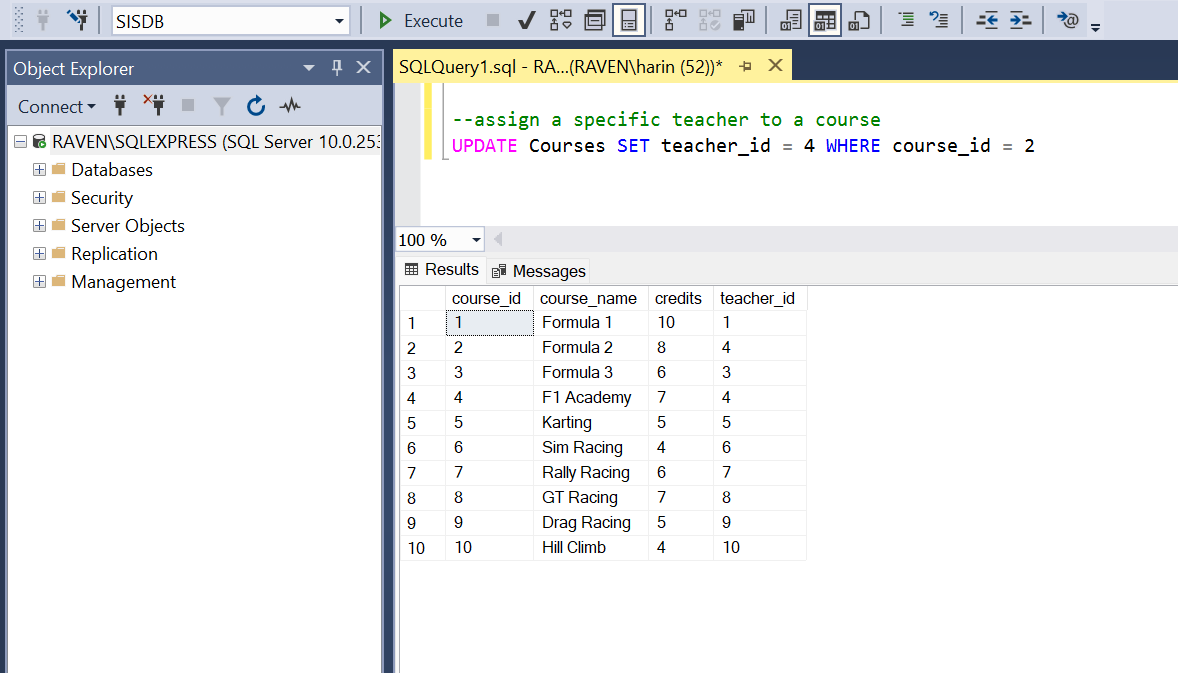 SISDB
Execute
Object Explorer
Connect
RAVEN\SQLEXPRESS (SQL Server 10.0.253
Databases
Security
Server Objects
Replication
Management
SQLQuery1.sql - RA...(RAVEN\harin (52))*
--assign a specific teacher to a course
UPDATE Courses SET teacher_id = 4 WHERE course_id = 2
100 %
Results Messages
course_id course_name credits teacher_id
1 1 Formula 1 10 1
2 2 Formula 2 8 4
3 3 Formula 3 6 3
4 4 F1 Academy 7 4
5 5 Karting 5 5
6 6 Sim Racing 4 6
7 7 Rally Racing 6 7
8 8 GT Racing 7 8
9 9 Drag Racing 5 9
10 10 Hill Climb 4 10